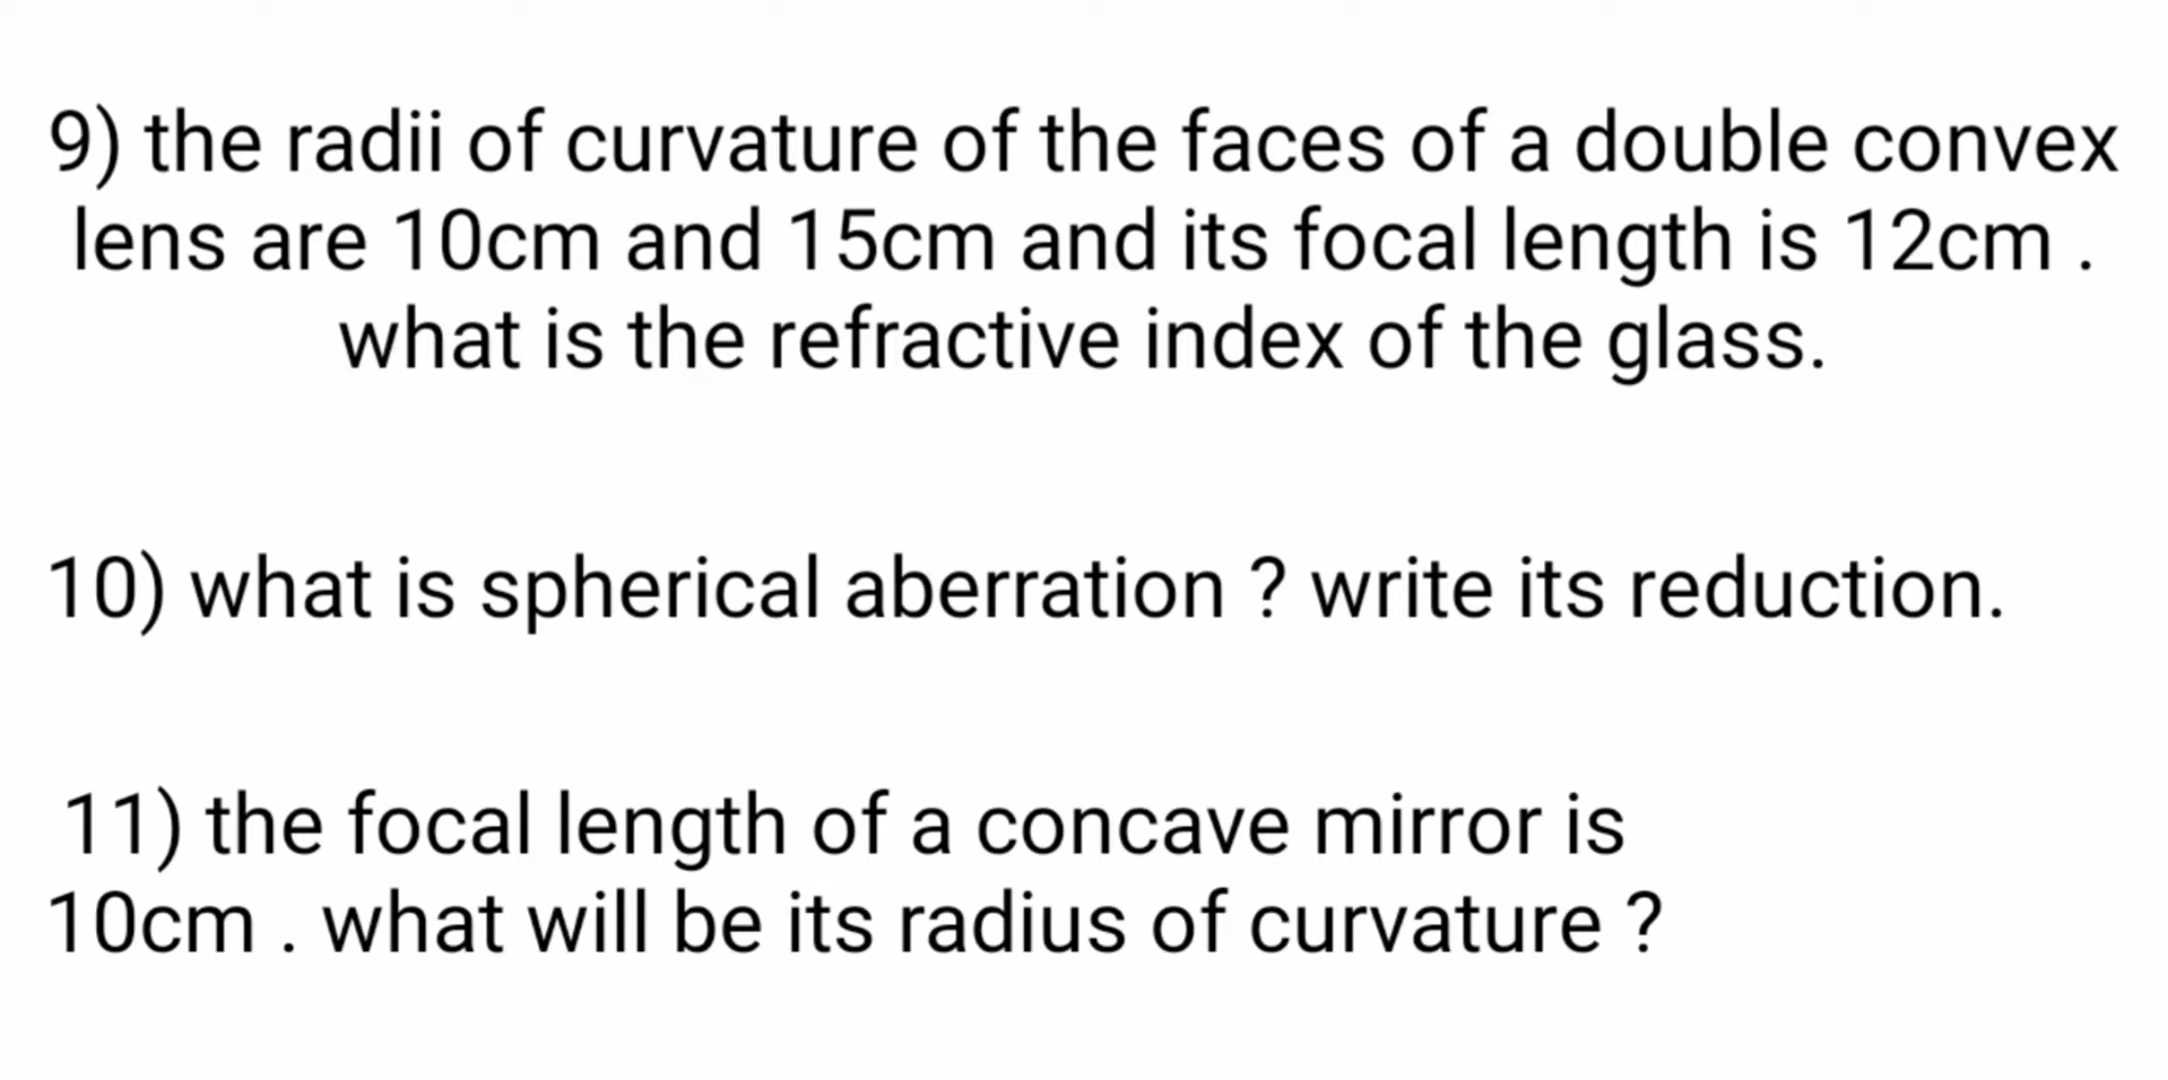 9) the radii of curvature of the faces of a double convex
lens are 10cm and 15cm and its focal length is 12cm .
what is the refractive index of the glass.
10) what is spherical aberration ? write its reduction.
11) the focal length of a concave mirror is
10cm . what will be its radius of curvature ?